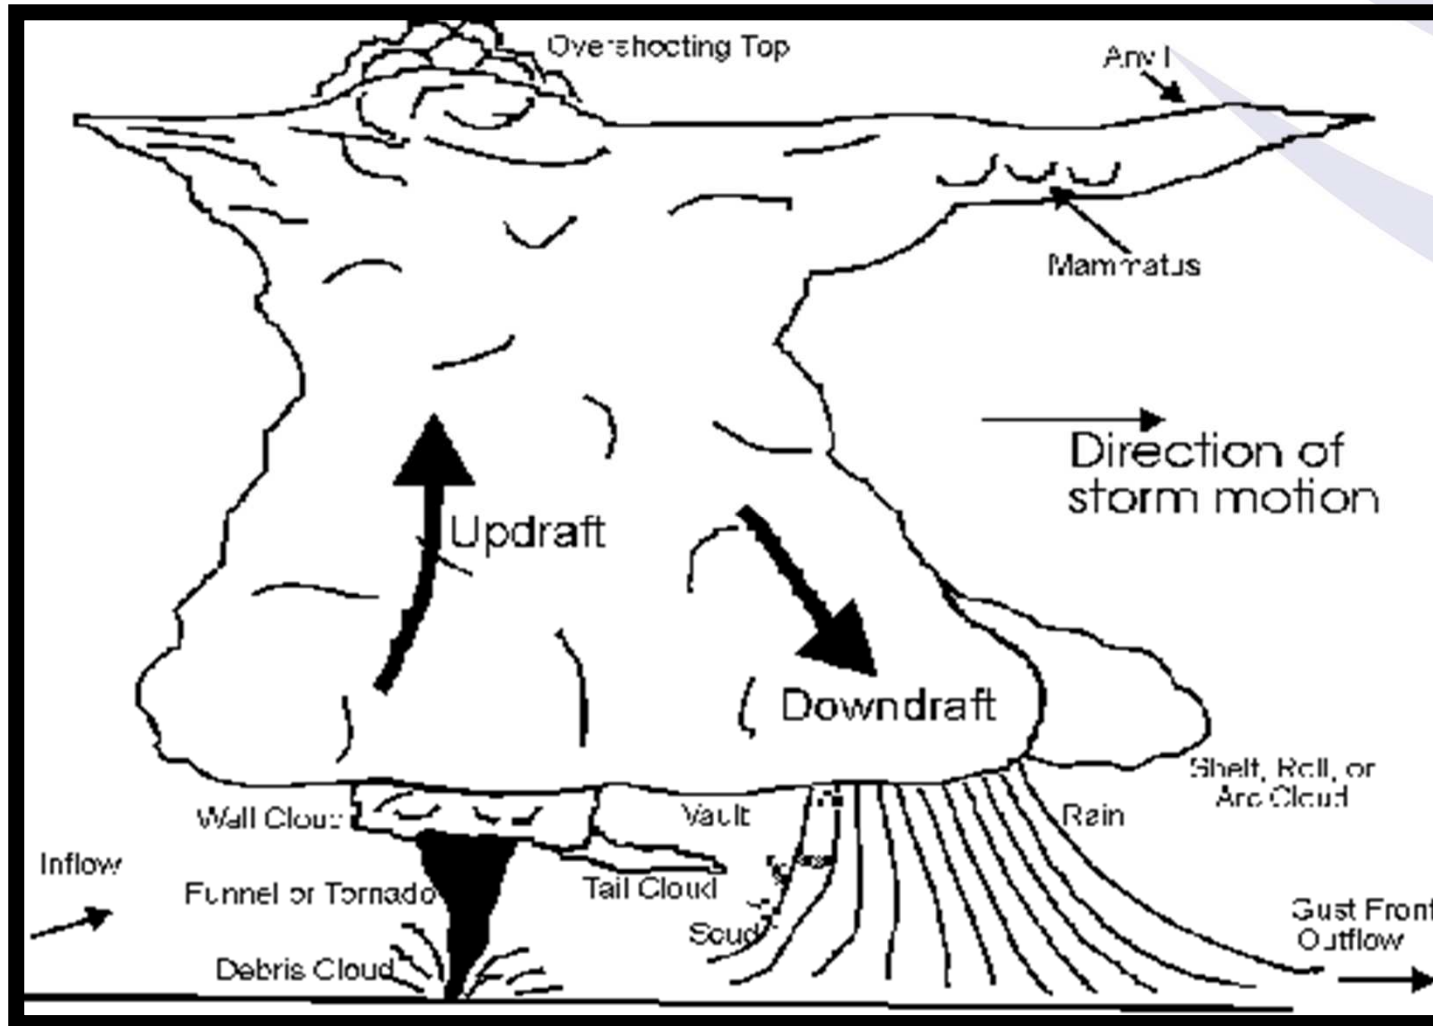 Overshooting Top
Anvil
Mammatus
Direction of
storm motion
Updraft
Downdraft
Shelf, Roll, or
Arc Cloud
Wall Cloud
Vault
Rain
Inflow
Funnel or Tornado
Tail Cloud
Gust Front
Outflow
Scud
Debris Cloud